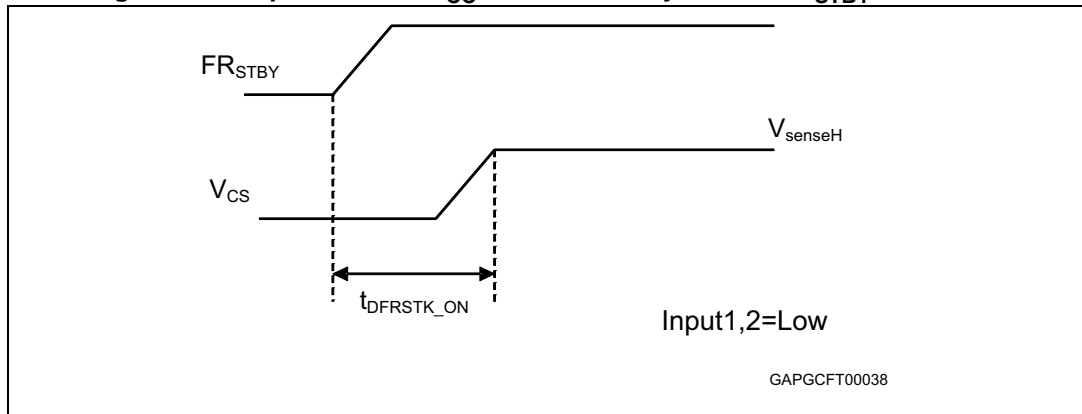 FR_STBY
V_senseH
V_CS
t_DFRSTK_ON
Input1,2=Low
GAPGCFT00038